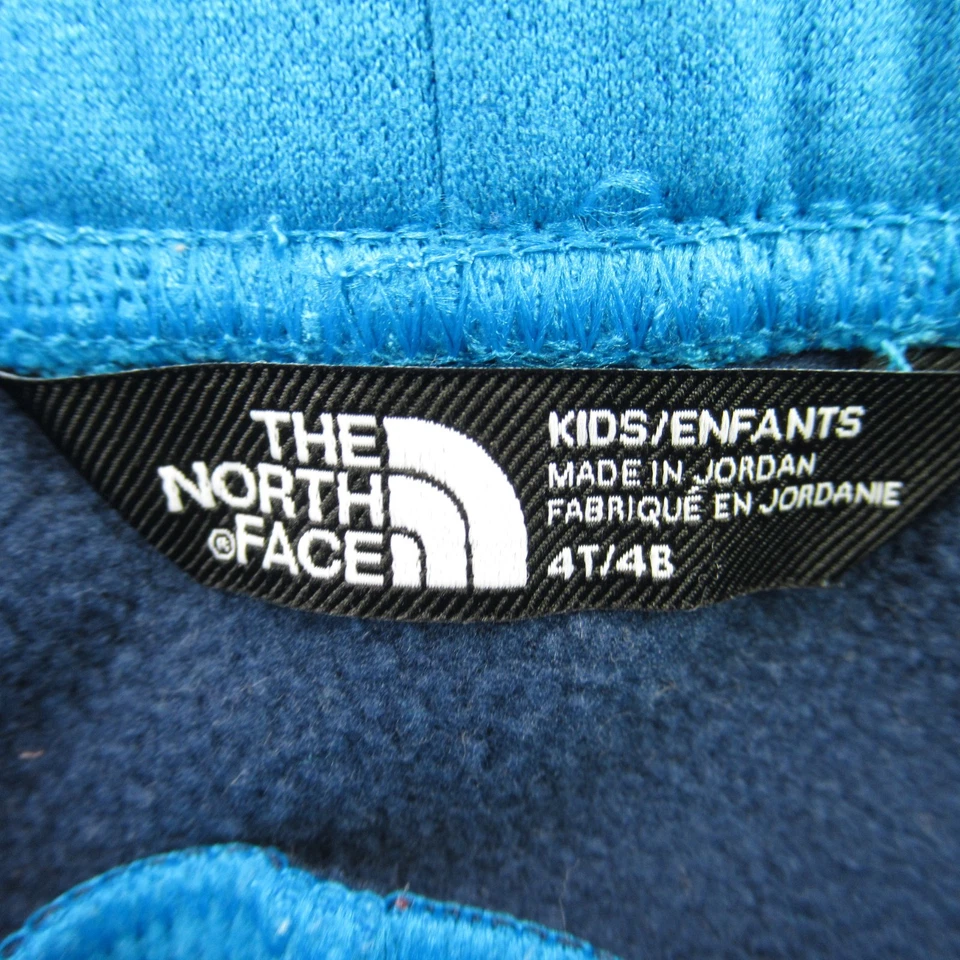 THE
NORTH
®FACE
KIDS/ENFANTS
MADE IN JORDAN
FABRIQUÉ EN JORDANIE
4T/4B